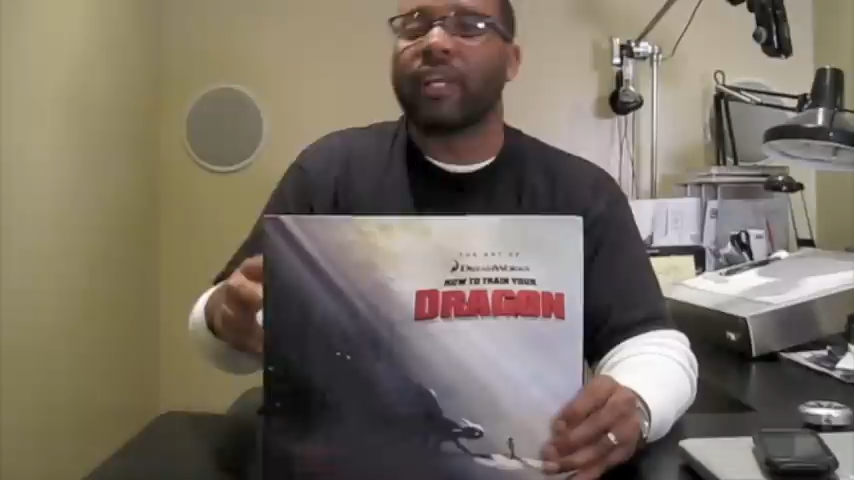 THE ART OF
DREAMWORKS
HOW TO TRAIN YOUR
DRAGON